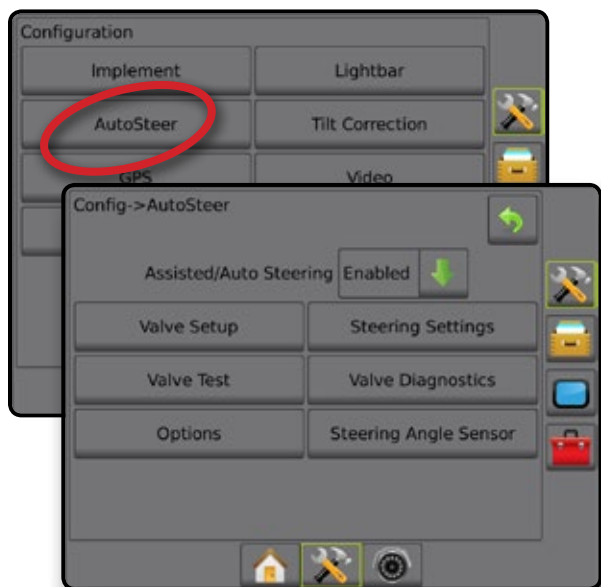 Configuration
Implement Lightbar
AutoSteer Tilt Correction
GPS Video
Config->AutoSteer
Assisted/Auto Steering Enabled
Valve Setup Steering Settings
Valve Test Valve Diagnostics
Options Steering Angle Sensor